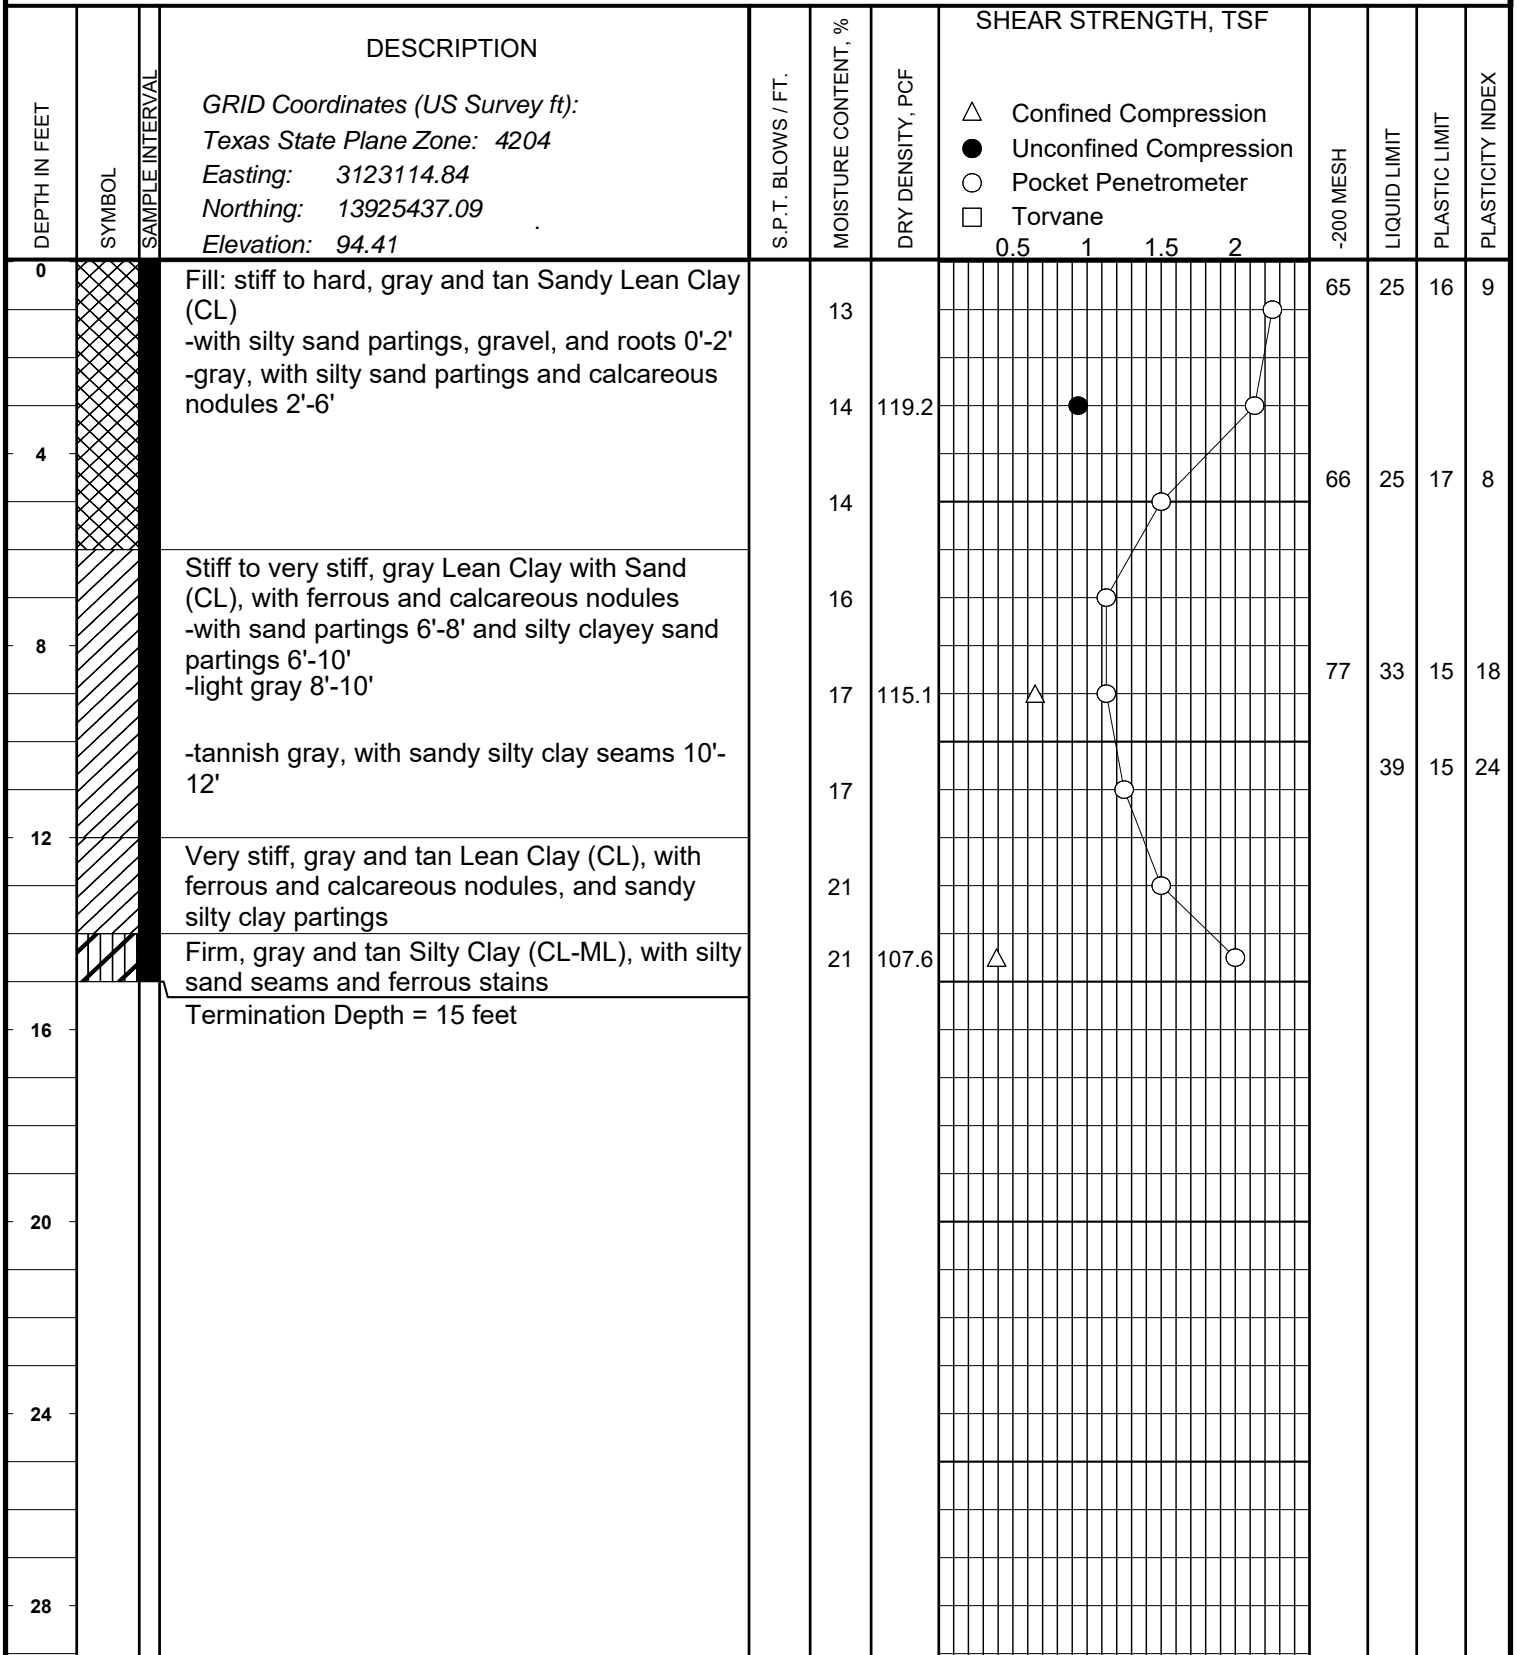 DEPTH IN FEET
SYMBOL
SAMPLE INTERVAL
DESCRIPTION
GRID Coordinates (US Survey ft):
Texas State Plane Zone: 4204
Easting: 3123114.84
Northing: 13925437.09
.
Elevation: 94.41
S.P.T. BLOWS / FT.
MOISTURE CONTENT, %
DRY DENSITY, PCF
SHEAR STRENGTH, TSF
△ Confined Compression
● Unconfined Compression
○ Pocket Penetrometer
□ Torvane
0.5 1 1.5 2
-200 MESH
LIQUID LIMIT
PLASTIC LIMIT
PLASTICITY INDEX
0
Fill: stiff to hard, gray and tan Sandy Lean Clay
65 25 16 9
(CL)
13
-with silty sand partings, gravel, and roots 0'-2'
-gray, with silty sand partings and calcareous
nodules 2'-6'
14 119.2
4
66 25 17 8
14
Stiff to very stiff, gray Lean Clay with Sand
(CL), with ferrous and calcareous nodules
16
-with sand partings 6'-8' and silty clayey sand
8
partings 6'-10'
77 33 15 18
-light gray 8'-10'
17 115.1
-tannish gray, with sandy silty clay seams 10'-
39 15 24
12'
17
12
Very stiff, gray and tan Lean Clay (CL), with
ferrous and calcareous nodules, and sandy
21
silty clay partings
Firm, gray and tan Silty Clay (CL-ML), with silty
21 107.6
sand seams and ferrous stains
Termination Depth = 15 feet
16
20
24
28